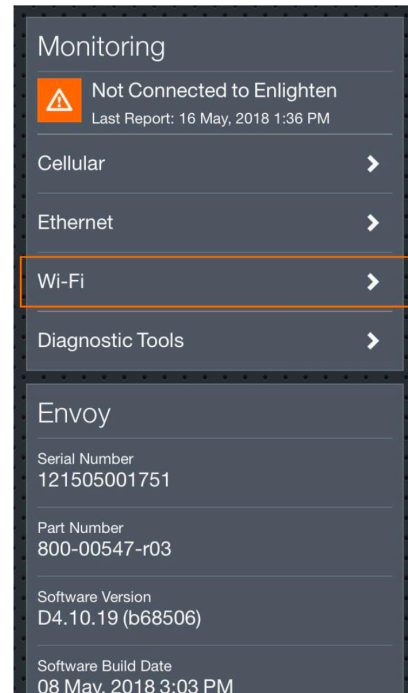 Monitoring
Not Connected to Enlighten
Last Report: 16 May, 2018 1:36 PM
Cellular
Ethernet
Wi-Fi
Diagnostic Tools
Envoy
Serial Number
121505001751
Part Number
800-00547-r03
Software Version
D4.10.19 (b68506)
Software Build Date
08 May, 2018 3:03 PM